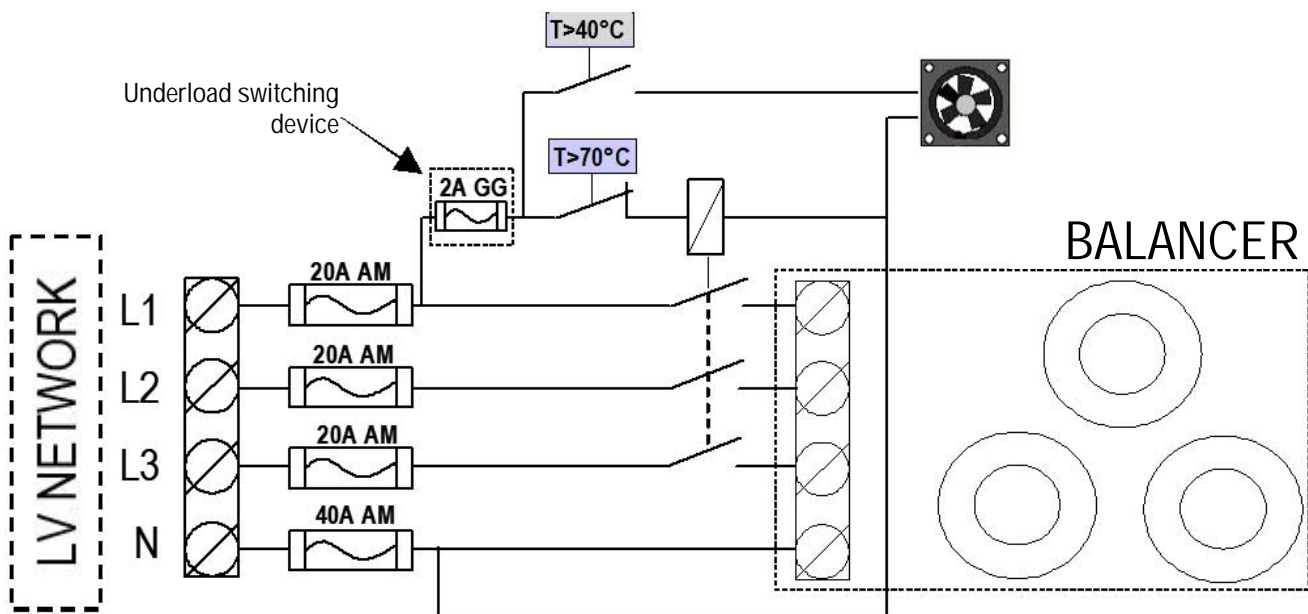 T>40°C
Underload switching
device
T>70°C
2A GG
BALANCER
LV NETWORK
20A AM
L1
20A AM
L2
20A AM
L3
40A AM
N